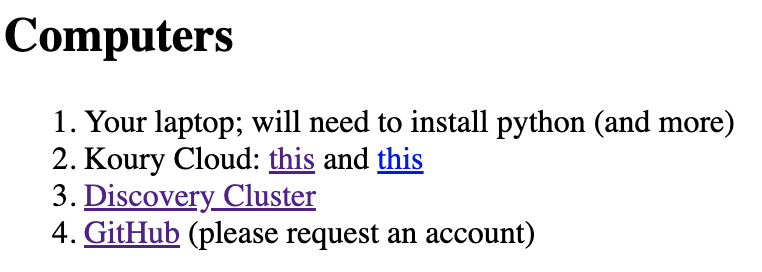 Computers
1. Your laptop; will need to install python (and more)
2. Koury Cloud: this and this
3. Discovery Cluster
4. GitHub (please request an account)